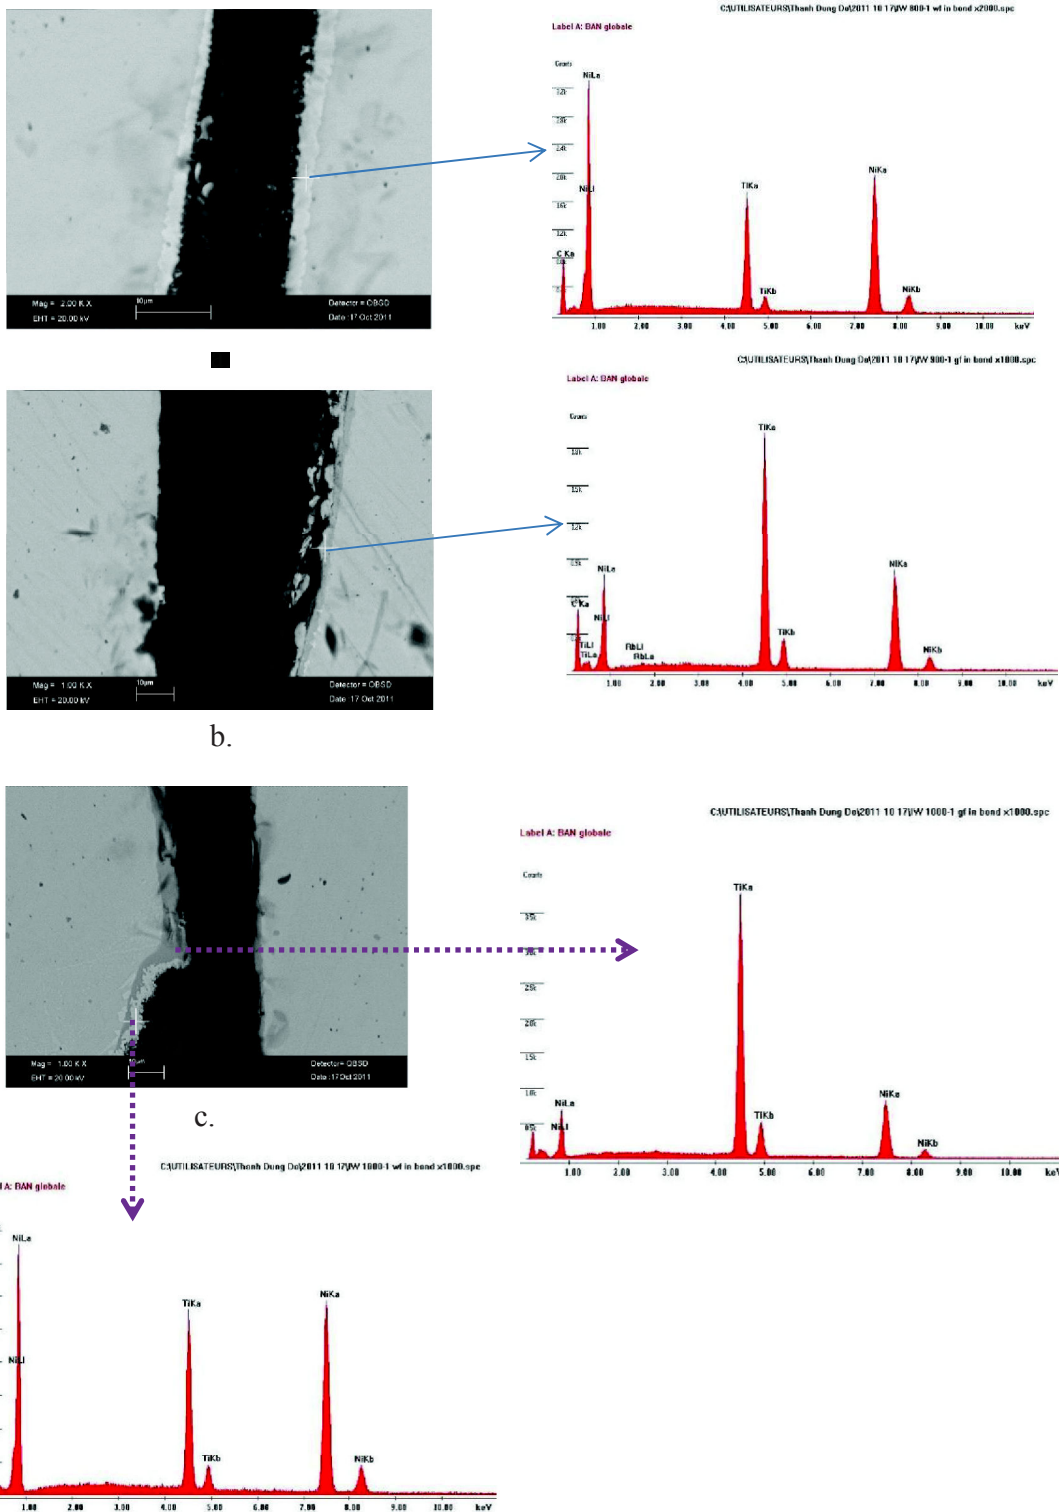 C:\UTILISATEURS\Thanh Dung Do\2011 10 17\IW 800-1 wf in bond x2000.spc
Label A: BAN globale
Counts
NiLa
NiLl
C Ka
TiKa
TiKb
NiKa
NiKb
1.00 2.00 3.00 4.00 5.00 6.00 7.00 8.00 9.00 10.00 keV
Mag = 2.00 K X
10µm
Detector = QBSD
EHT = 20.00 kV
Date :17 Oct 2011
C:\UTILISATEURS\Thanh Dung Do\2011 10 17\IW 900-1 gf in bond x1000.spc
Label A: BAN globale
Counts
TiKa
NiLa
C Ka
NiLl
TiLl
TiLa
RbLl
RbLa
TiKb
NiKa
NiKb
1.00 2.00 3.00 4.00 5.00 6.00 7.00 8.00 9.00 10.00 keV
Mag = 1.00 K X
10µm
Detector = QBSD
EHT = 20.00 kV
Date :17 Oct 2011
b.
C:\UTILISATEURS\Thanh Dung Do\2011 10 17\IW 1000-1 gf in bond x1000.spc
Label A: BAN globale
Counts
TiKa
NiLa
NiLl
TiKb
NiKa
NiKb
1.00 2.00 3.00 4.00 5.00 6.00 7.00 8.00 9.00 10.00 keV
Mag = 1.00 K X
10µm
Detector = QBSD
EHT = 20.00 kV
Date :17 Oct 2011
c.
C:\UTILISATEURS\Thanh Dung Do\2011 10 17\IW 1000-1 wf in bond x1000.spc
l A: BAN globale
NiLa
NiLl
TiKa
TiKb
NiKa
NiKb
1.00 2.00 3.00 4.00 5.00 6.00 7.00 8.00 9.00 10.00 keV